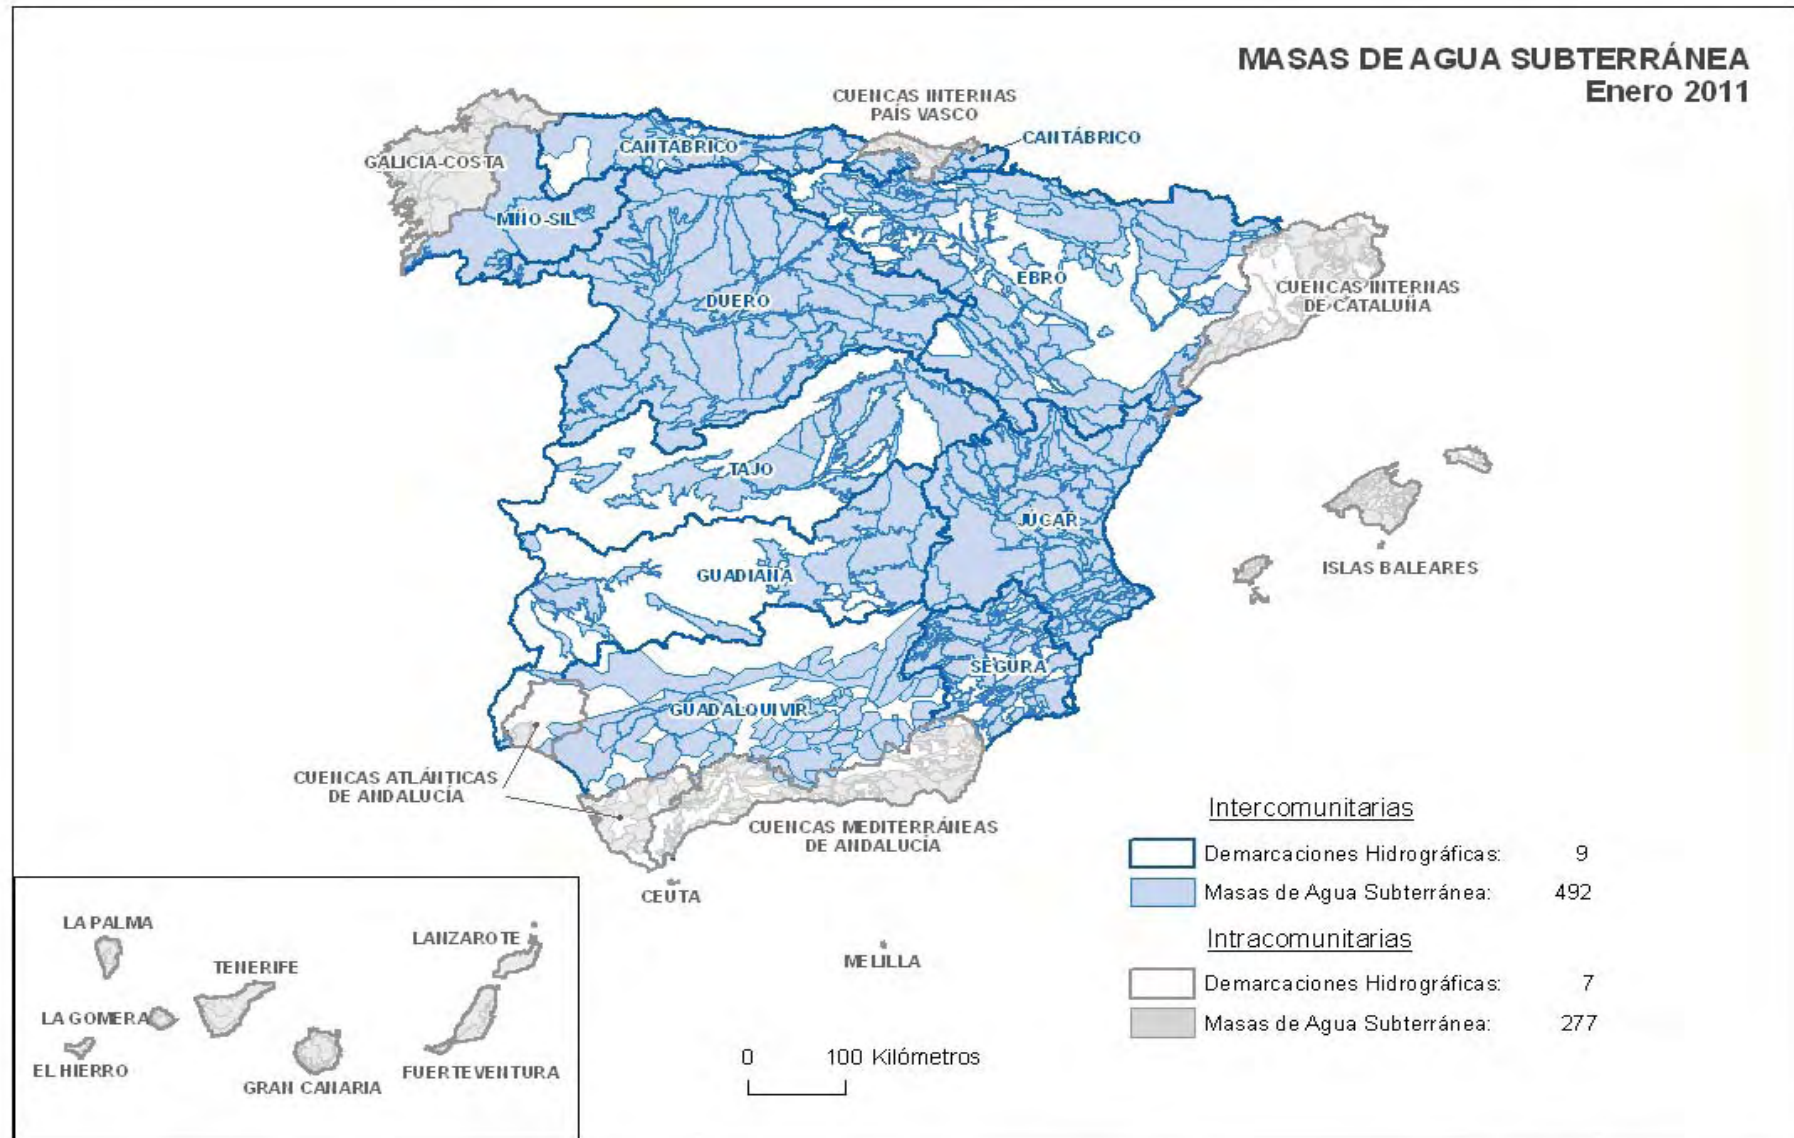 MASAS DE AGUA SUBTERRÁNEA
Enero 2011
CUENCAS INTERNAS
PAÍS VASCO
CANTÁBRICO
CANTÁBRICO
GALICIA-COSTA
MIÑO-SIL
EBRO
CUENCAS INTERNAS
DE CATALUÑA
DUERO
TAJO
JÚCAR
ISLAS BALEARES
GUADIANA
SEGURA
GUADALQUIVIR
CUENCAS ATLÁNTICAS
DE ANDALUCÍA
CUENCAS MEDITERRÁNEAS
DE ANDALUCÍA
CEUTA
MELILLA
Intercomunitarias
Demarcaciones Hidrográficas: 9
Masas de Agua Subterránea: 492
Intracomunitarias
Demarcaciones Hidrográficas: 7
Masas de Agua Subterránea: 277
0 100 Kilómetros
LA PALMA
LANZAROTE
TENERIFE
LA GOMERA
EL HIERRO
GRAN CANARIA
FUERTEVENTURA